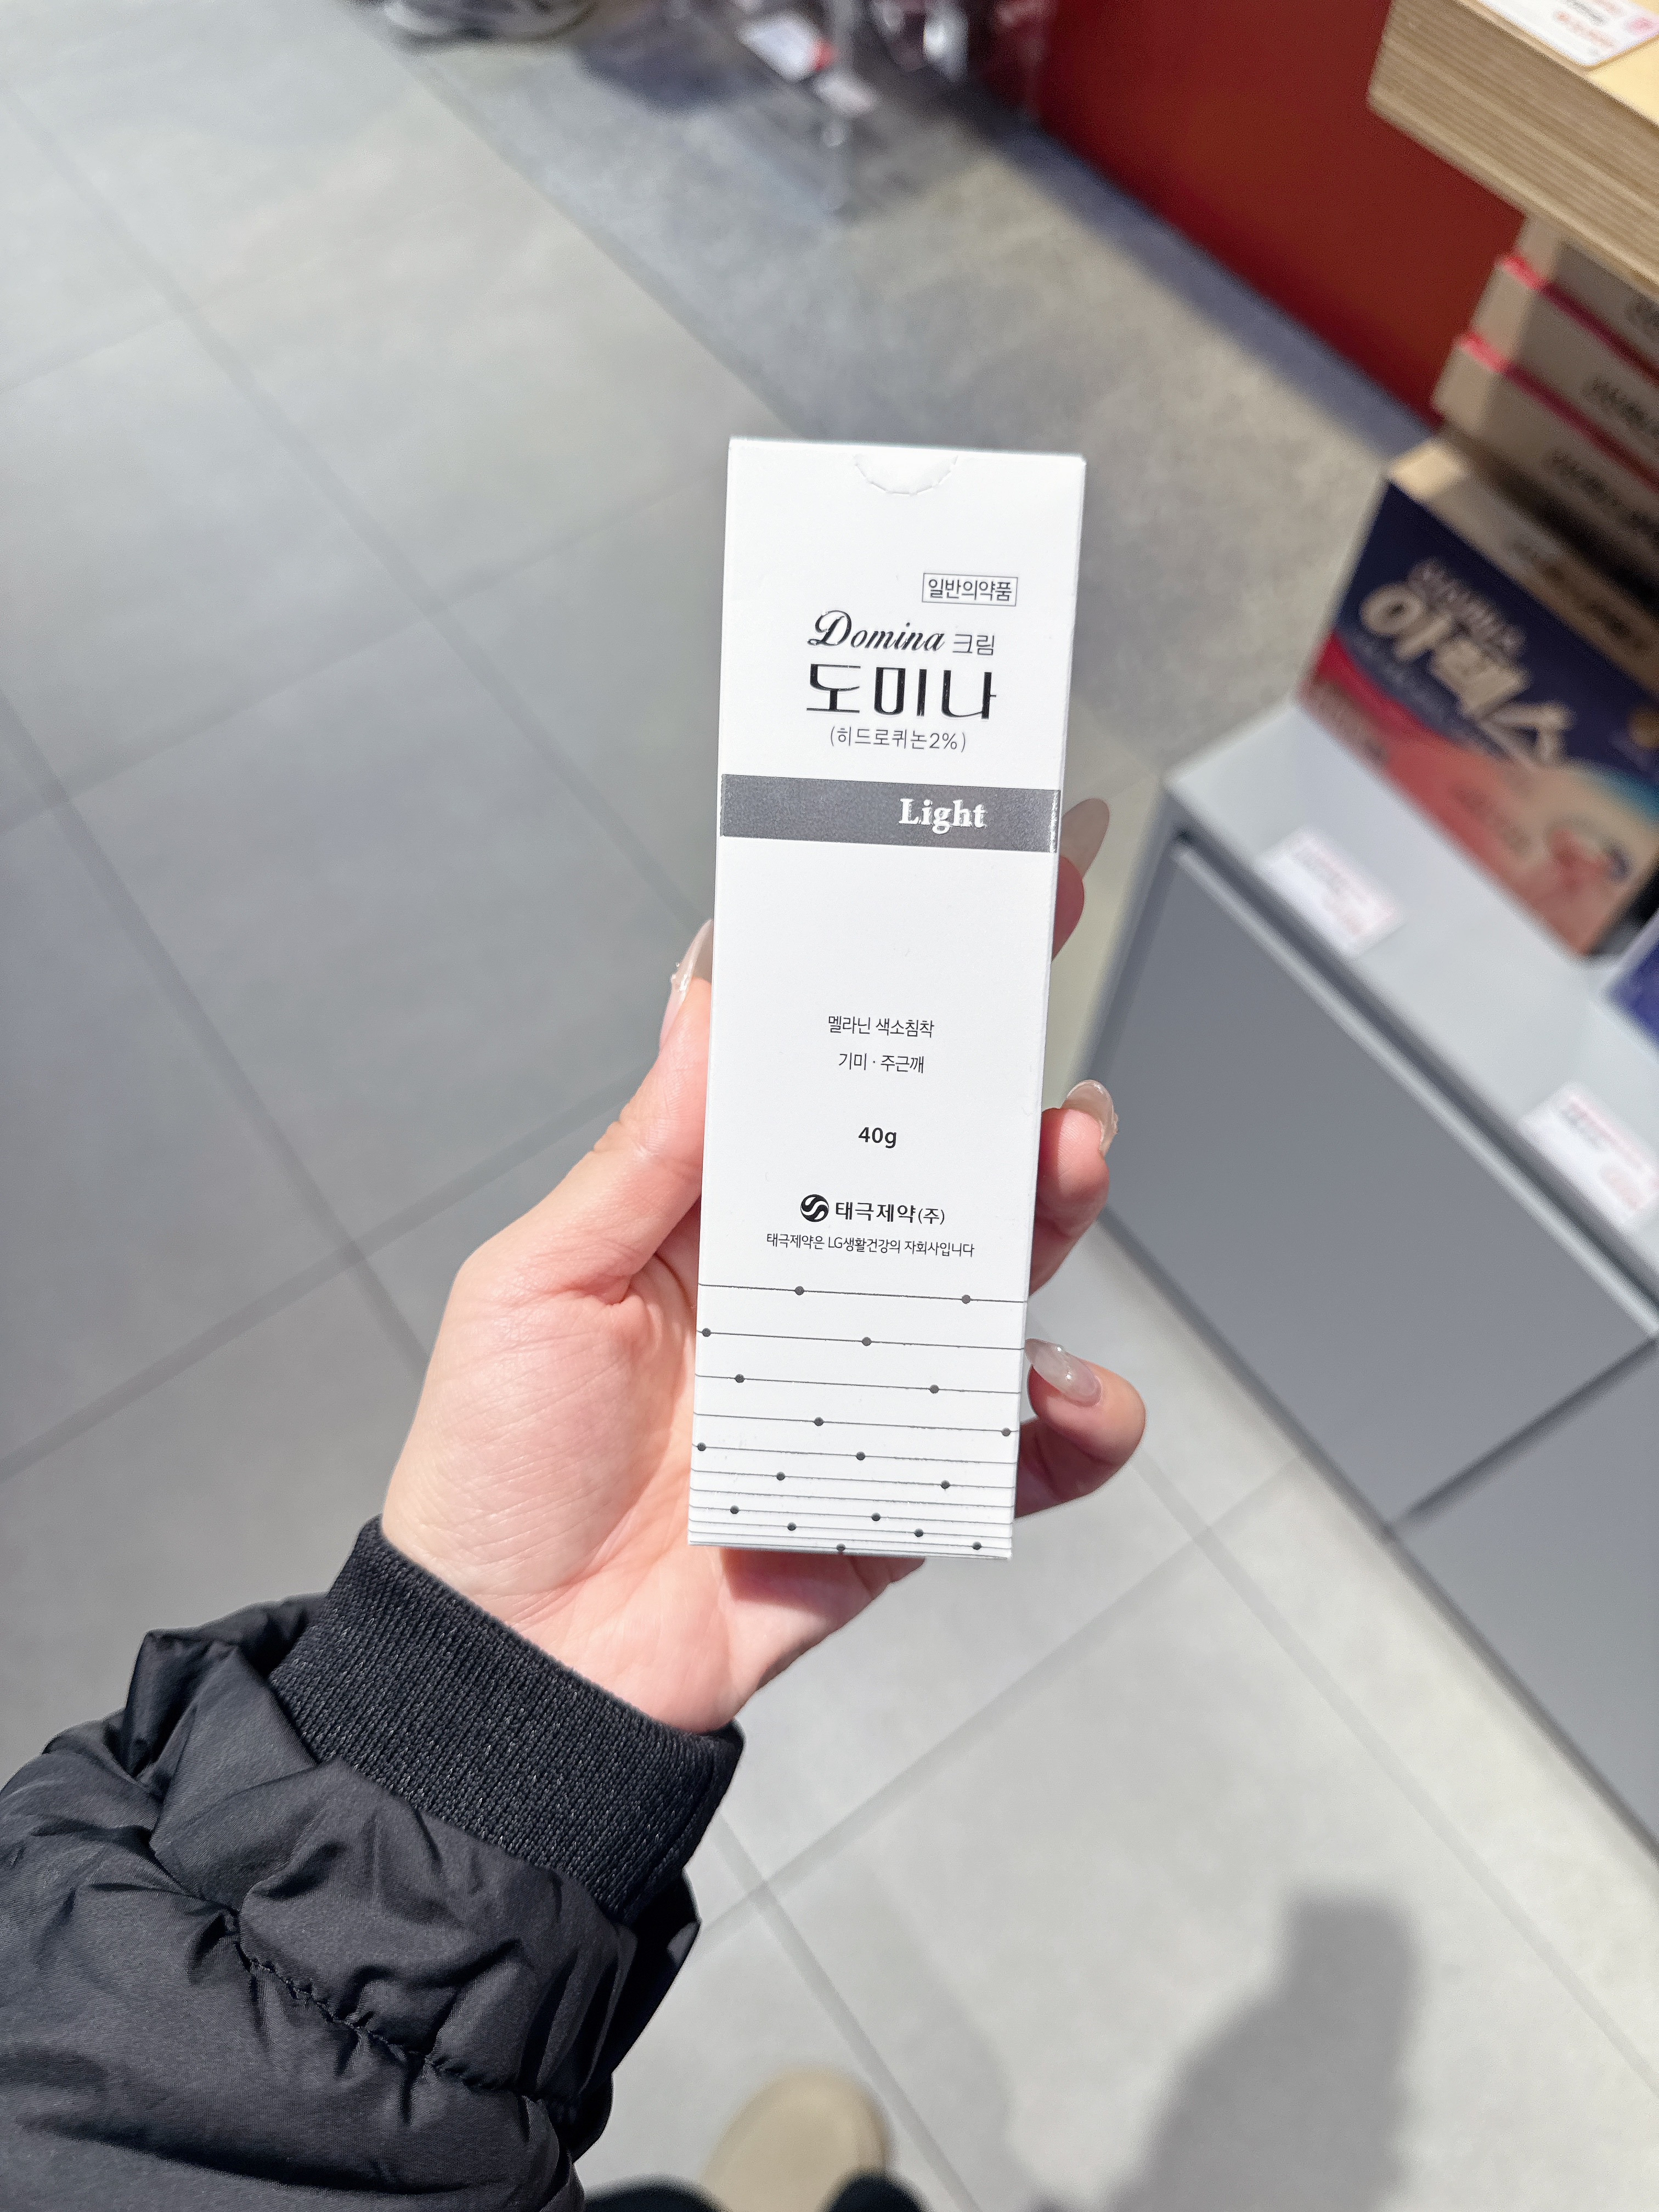 일반의약품
Domina 크림
도미나
(히드로퀴논2%)
Light
멜라닌 색소침착
기미 · 주근깨
40g
태극제약(주)
태극제약은 LG생활건강의 자회사입니다